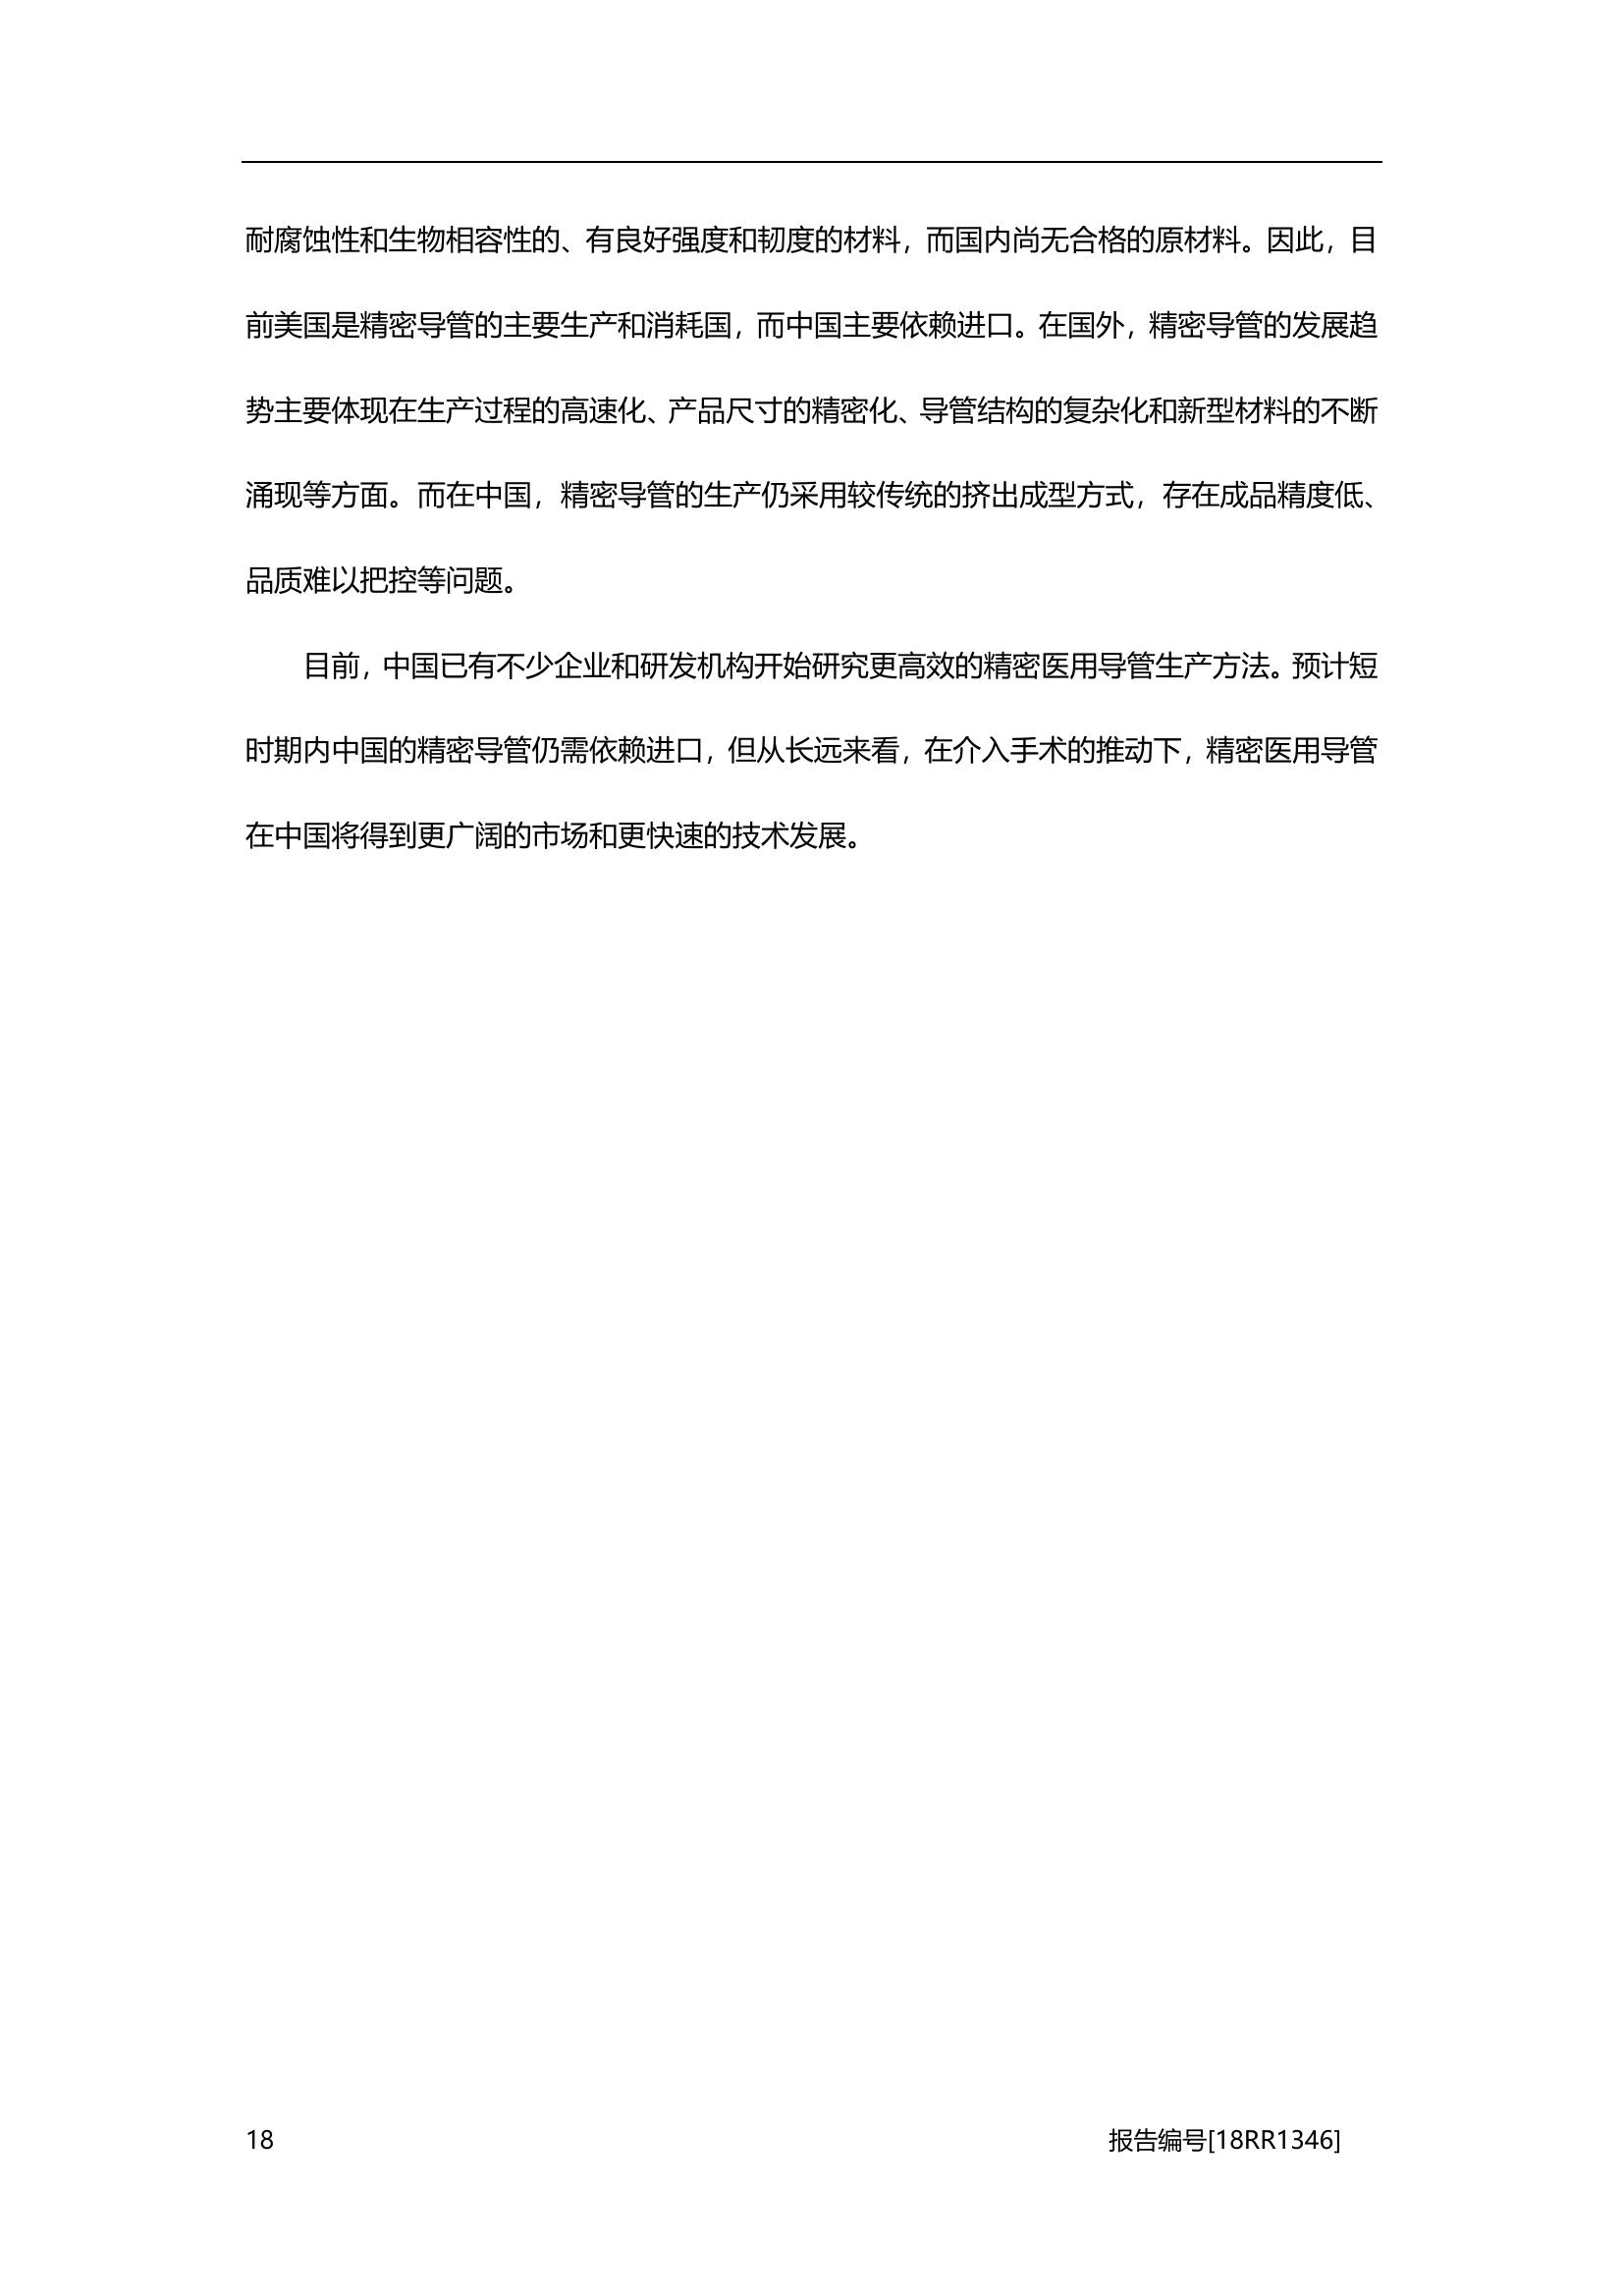 耐腐蚀性和生物相容性的、有良好强度和韧度的材料，而国内尚无合格的原材料。因此，目
前美国是精密导管的主要生产和消耗国，而中国主要依赖进口。在国外，精密导管的发展趋
势主要体现在生产过程的高速化、产品尺寸的精密化、导管结构的复杂化和新型材料的不断
涌现等方面。而在中国，精密导管的生产仍采用较传统的挤出成型方式，存在成品精度低、
品质难以把控等问题。
目前，中国已有不少企业和研发机构开始研究更高效的精密医用导管生产方法。预计短
时期内中国的精密导管仍需依赖进口，但从长远来看，在介入手术的推动下，精密医用导管
在中国将得到更广阔的市场和更快速的技术发展。
18 报告编号[18RR1346]